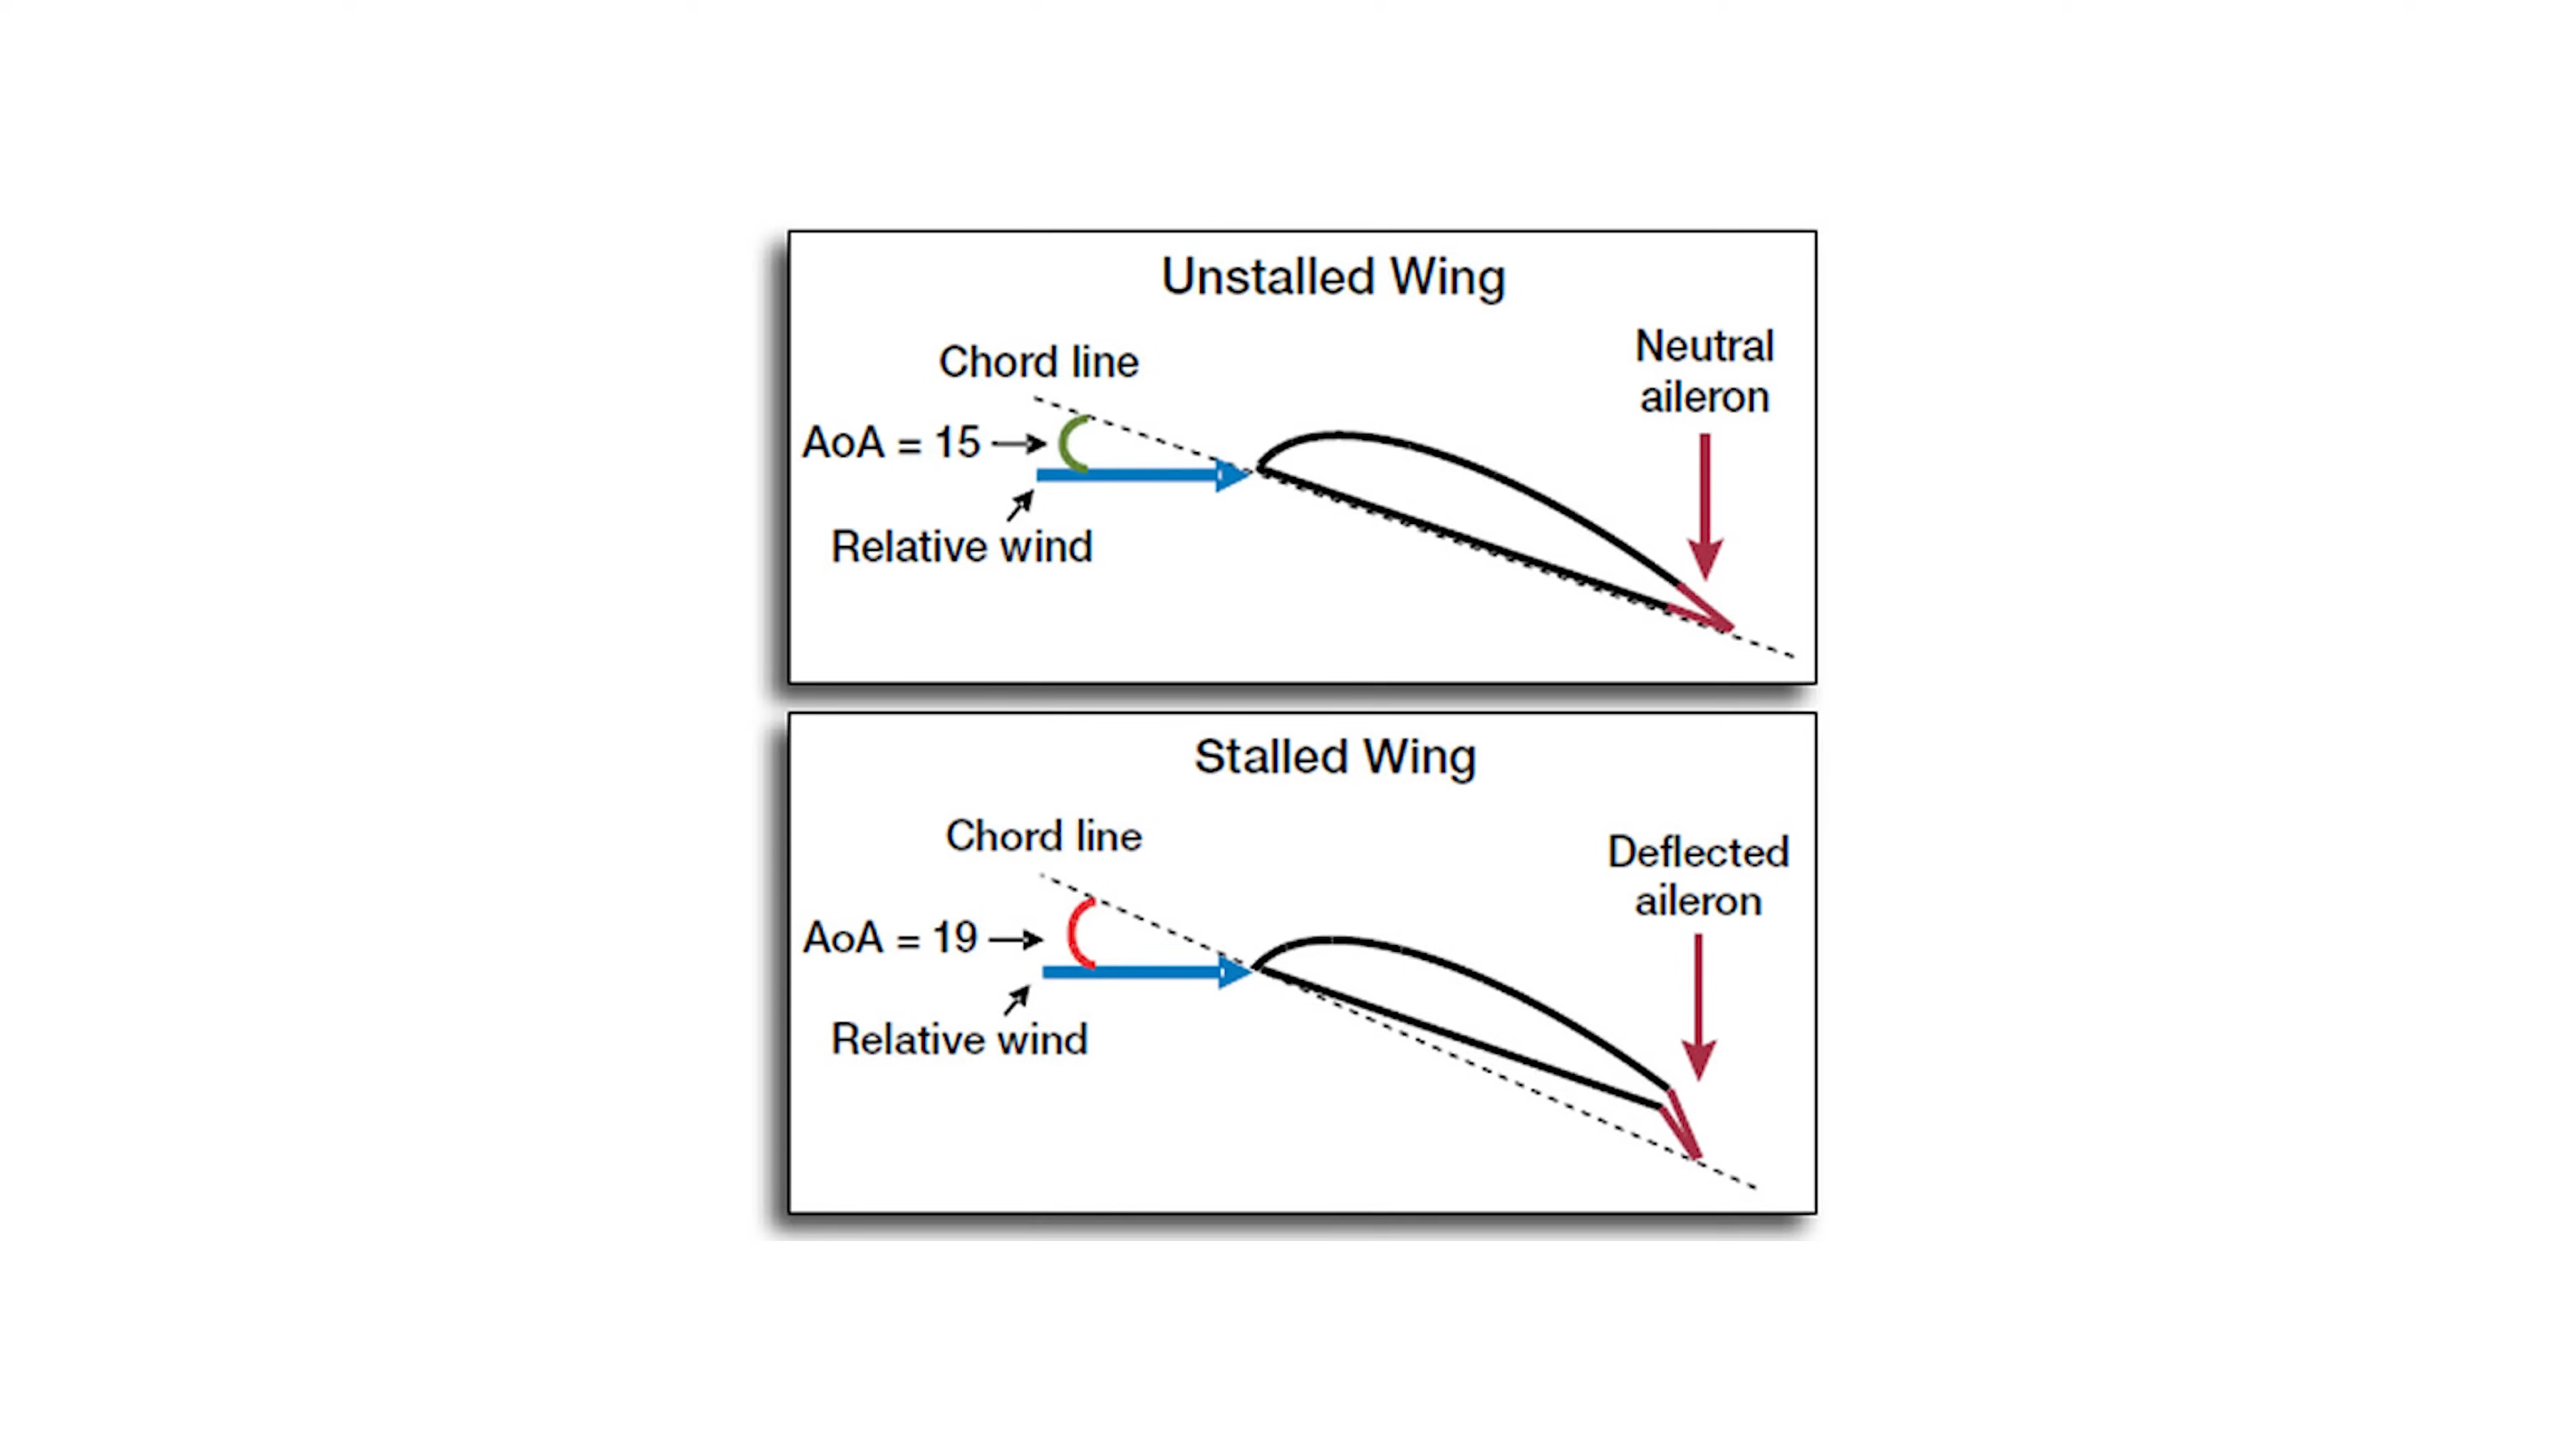 Unstalled Wing
Chord line
Neutral
aileron
AoA = 15
Relative wind
Stalled Wing
Chord line
Deflected
aileron
AoA = 19
Relative wind